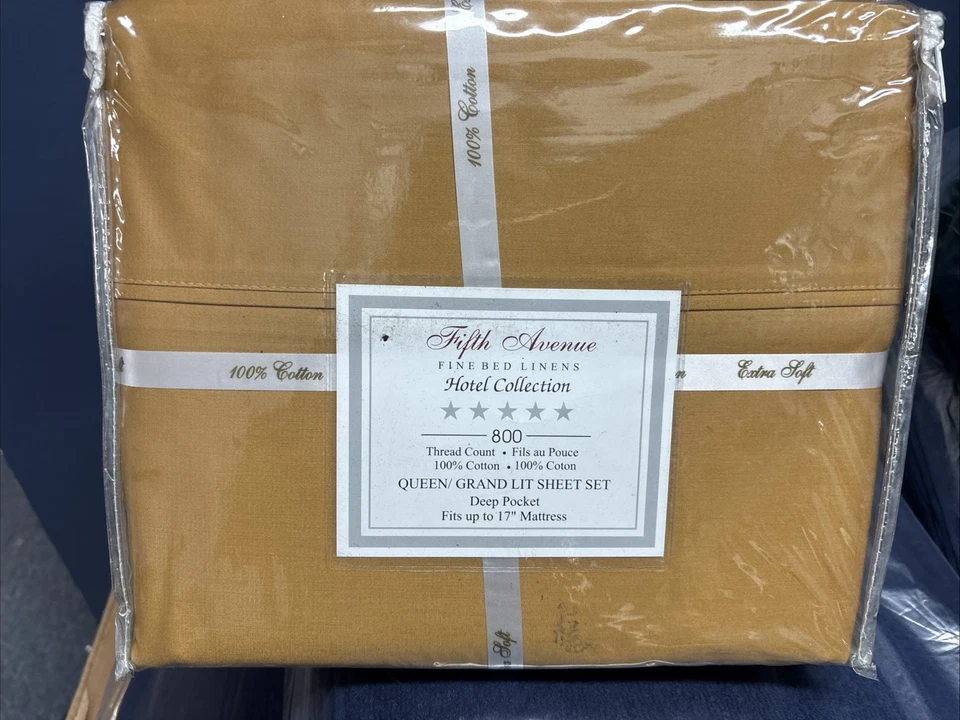 100% Cotton
Fifth Avenue
FINE BED LINENS
Hotel Collection
800
Thread Count • Fils au Pouce
100% Cotton • 100% Coton
QUEEN/ GRAND LIT SHEET SET
Deep Pocket
Fits up to 17" Mattress
100% Cotton
Extra Soft
Soft